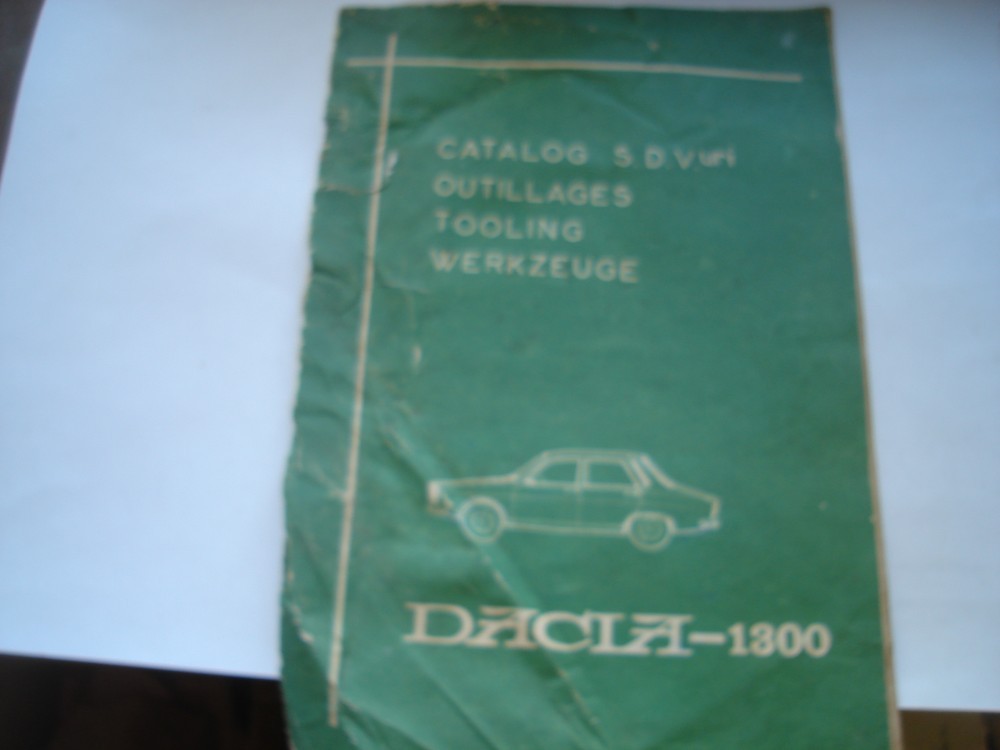 CATALOG S.D.V.uri
OUTILLAGES
TOOLING
WERKZEUGE
DACIA-1300